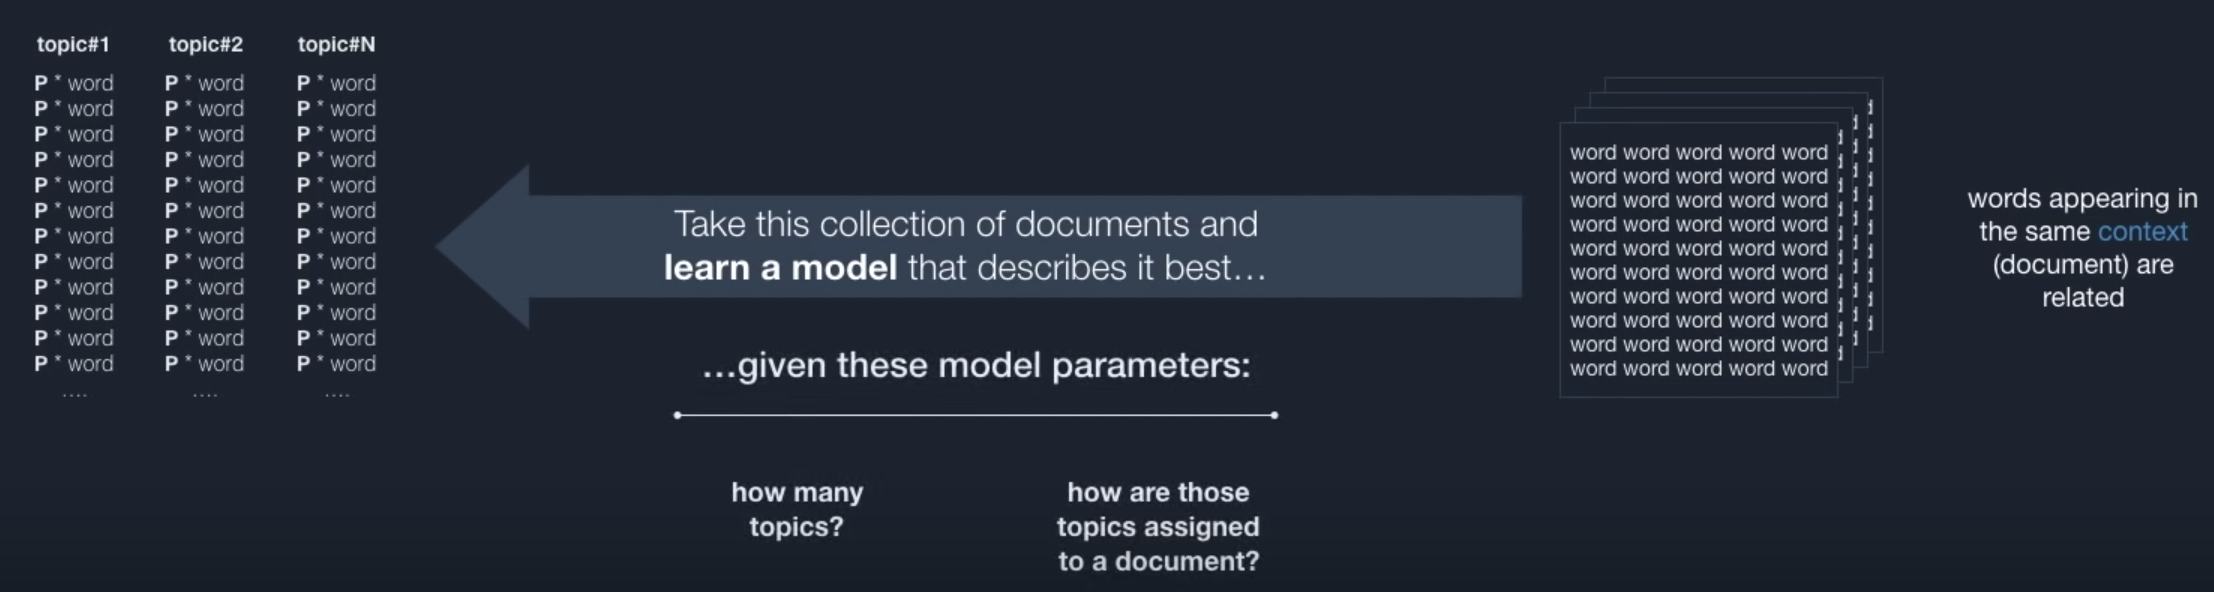 topic#1 topic#2 topic#N
P * word P * word P * word
P * word P * word P * word
P * word P * word P * word
P * word P * word P * word
P * word P * word P * word
P * word P * word P * word
P * word P * word P * word
P * word P * word P * word
P * word P * word P * word
P * word P * word P * word
P * word P * word P * word
P * word P * word P * word
.... .... ....
Take this collection of documents and
learn a model that describes it best...
...given these model parameters:
how many
topics?
how are those
topics assigned
to a document?
word word word word word
word word word word word
word word word word word
word word word word word
word word word word word
word word word word word
word word word word word
word word word word word
word word word word word
word word word word word
words appearing in
the same context
(document) are
related